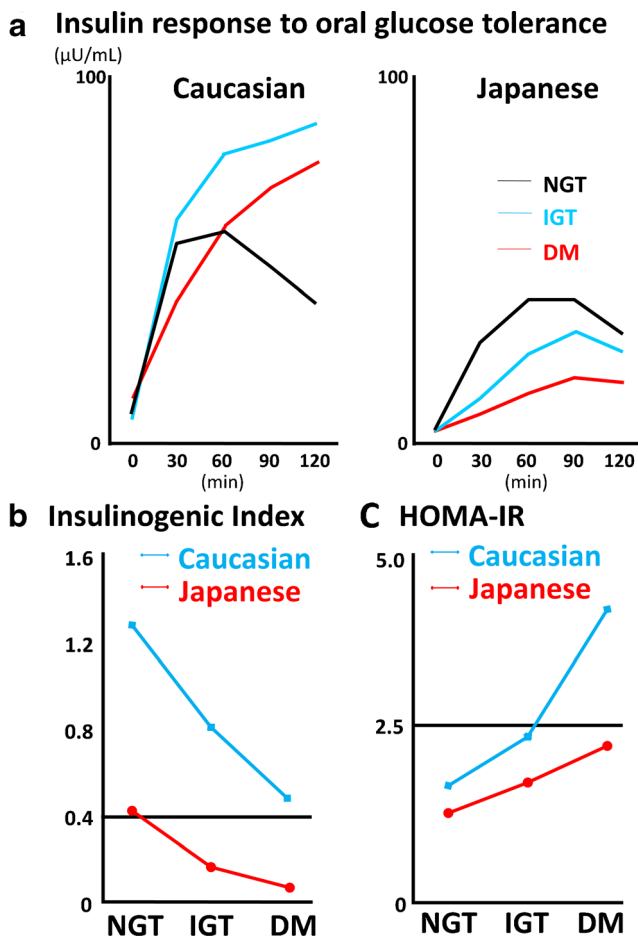 a Insulin response to oral glucose tolerance
(μU/mL)
100
Caucasian
0
0 30 60 90 120
(min)
100
Japanese
NGT
IGT
DM
0
0 30 60 90 120
(min)
b Insulinogenic Index
1.6
Caucasian
Japanese
1.2
0.8
0.4
0
NGT IGT DM
C HOMA-IR
5.0
Caucasian
Japanese
2.5
0
NGT IGT DM